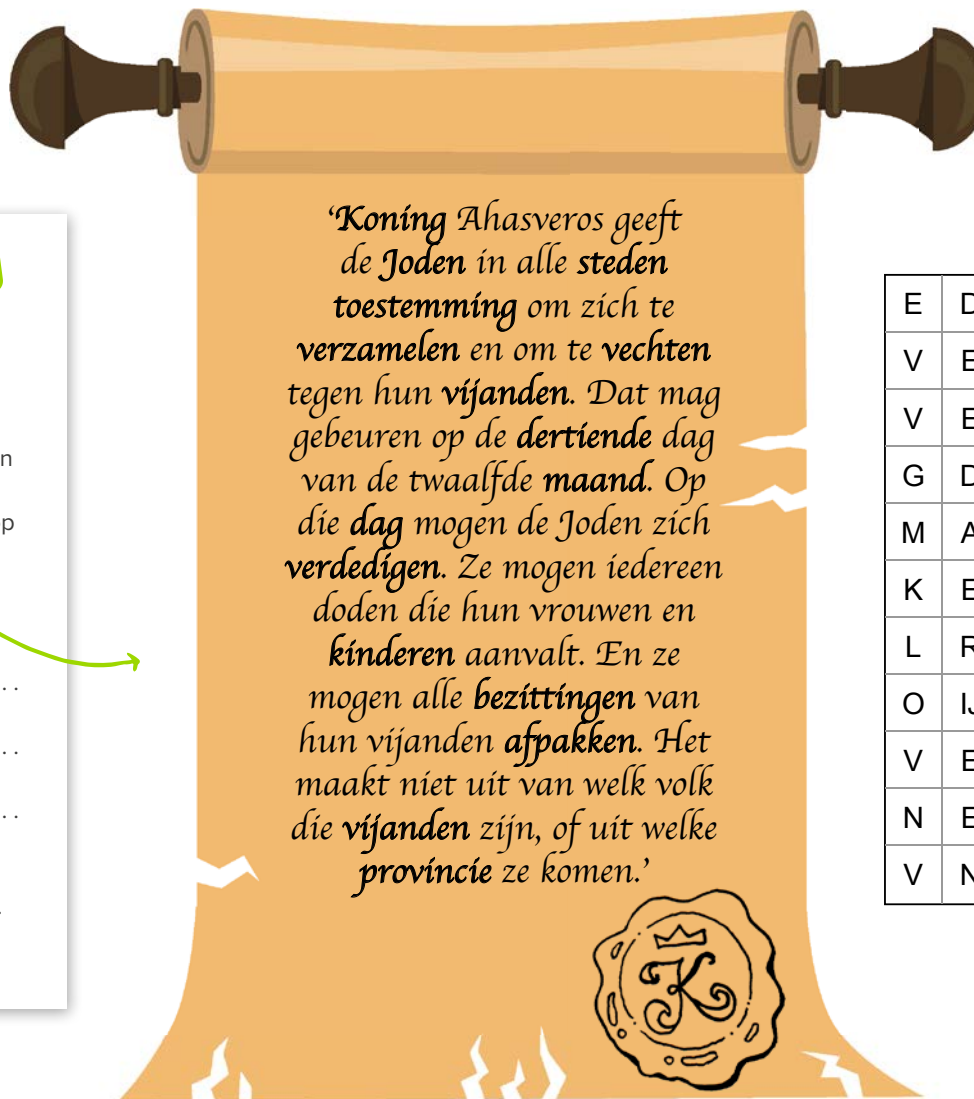 n
p
. .
. .
. .
.
'Koning Ahasveros geeft
de Joden in alle steden
toestemming om zich te
verzamelen en om te vechten
tegen hun vijanden. Dat mag
gebeuren op de dertiende dag
van de twaalfde maand. Op
die dag mogen de Joden zich
verdedigen. Ze mogen iedereen
doden die hun vrouwen en
kinderen aanvalt. En ze
mogen alle bezittingen van
hun vijanden afpakken. Het
maakt niet uit van welk volk
die vijanden zijn, of uit welke
provincie ze komen.'
K
E D
V E
V E
G D
M A
K E
L R
O IJ
V E
N E
V N